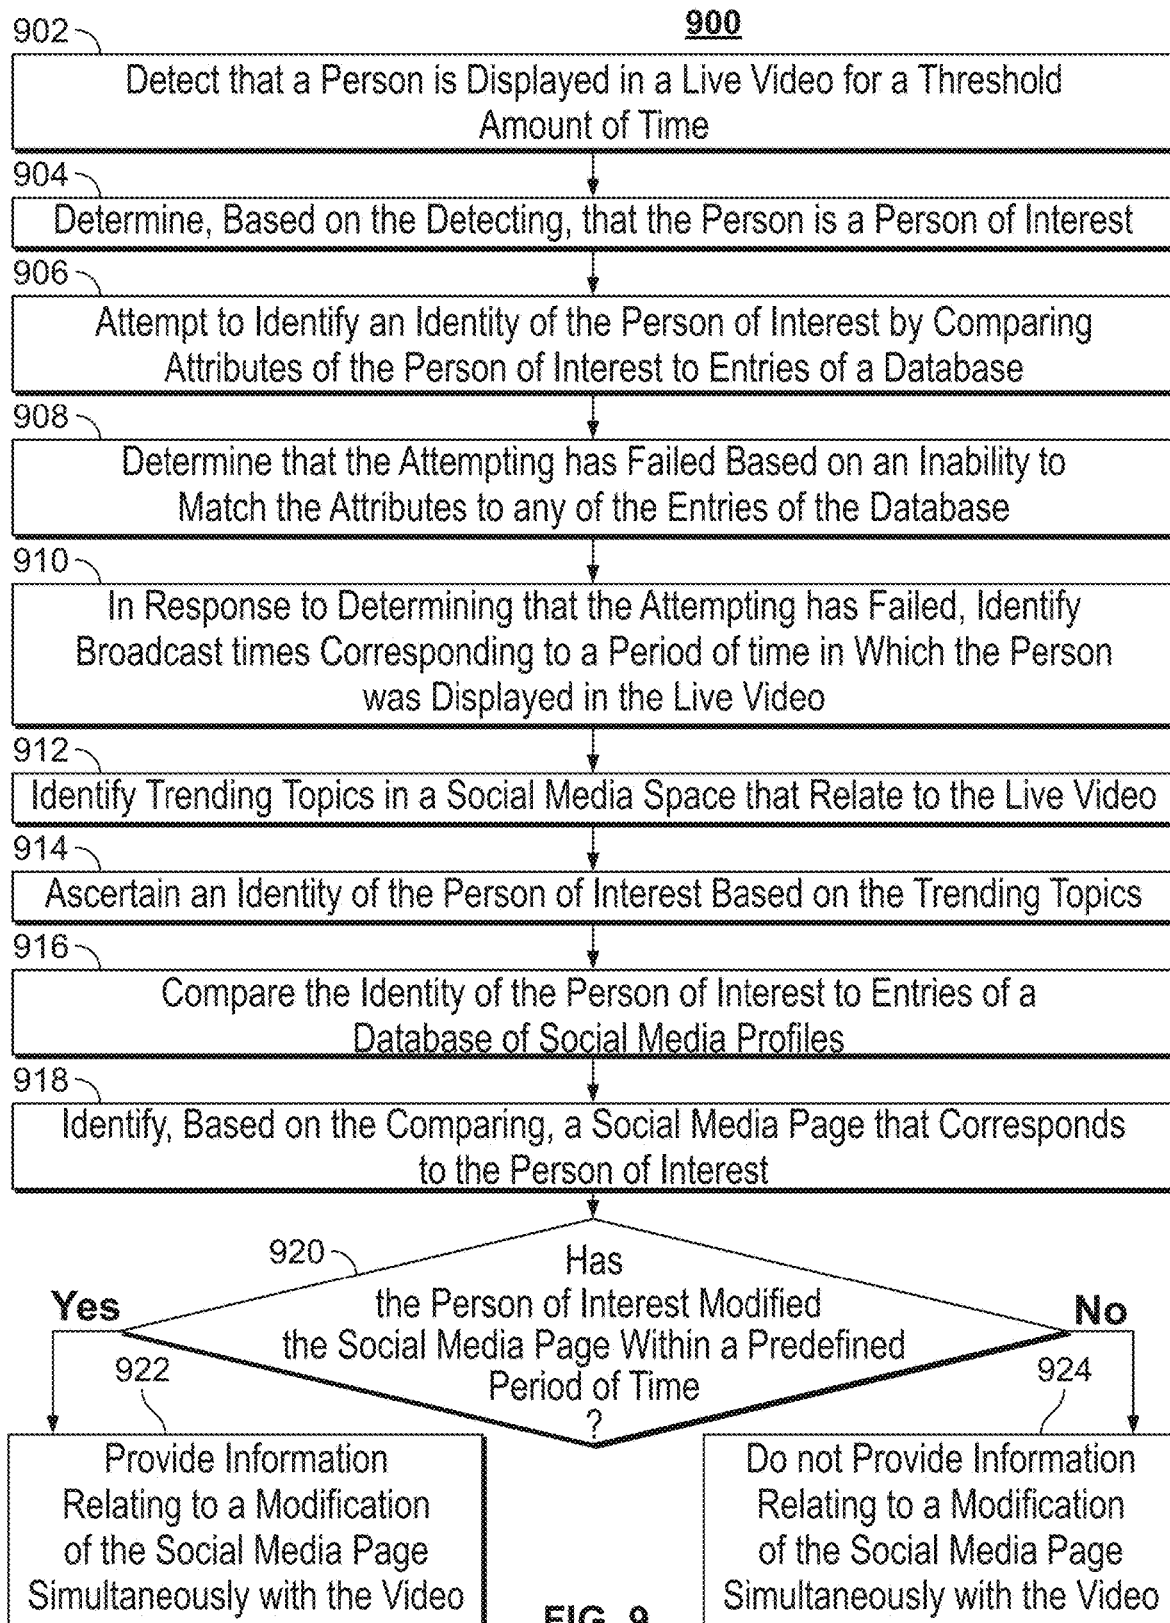 900
902
Detect that a Person is Displayed in a Live Video for a Threshold
Amount of Time
904
Determine, Based on the Detecting, that the Person is a Person of Interest
906
Attempt to Identify an Identity of the Person of Interest by Comparing
Attributes of the Person of Interest to Entries of a Database
908
Determine that the Attempting has Failed Based on an Inability to
Match the Attributes to any of the Entries of the Database
910
In Response to Determining that the Attempting has Failed, Identify
Broadcast times Corresponding to a Period of time in Which the Person
was Displayed in the Live Video
912
Identify Trending Topics in a Social Media Space that Relate to the Live Video
914
Ascertain an Identity of the Person of Interest Based on the Trending Topics
916
Compare the Identity of the Person of Interest to Entries of a
Database of Social Media Profiles
918
Identify, Based on the Comparing, a Social Media Page that Corresponds
to the Person of Interest
920
Has
the Person of Interest Modified
the Social Media Page Within a Predefined
Period of Time
?
Yes
No
922
Provide Information
Relating to a Modification
of the Social Media Page
Simultaneously with the Video
924
Do not Provide Information
Relating to a Modification
of the Social Media Page
Simultaneously with the Video
FIG. 9